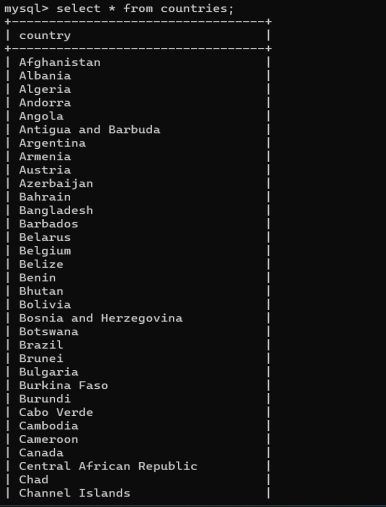 mysql> select * from countries;
+----------------------------------+
| country                          |
+----------------------------------+
| Afghanistan                      |
| Albania                          |
| Algeria                          |
| Andorra                          |
| Angola                           |
| Antigua and Barbuda              |
| Argentina                        |
| Armenia                          |
| Austria                          |
| Azerbaijan                       |
| Bahrain                          |
| Bangladesh                       |
| Barbados                         |
| Belarus                          |
| Belgium                          |
| Belize                           |
| Benin                            |
| Bhutan                           |
| Bolivia                          |
| Bosnia and Herzegovina           |
| Botswana                         |
| Brazil                           |
| Brunei                           |
| Bulgaria                         |
| Burkina Faso                     |
| Burundi                          |
| Cabo Verde                       |
| Cambodia                         |
| Cameroon                         |
| Canada                           |
| Central African Republic         |
| Chad                             |
| Channel Islands                  |